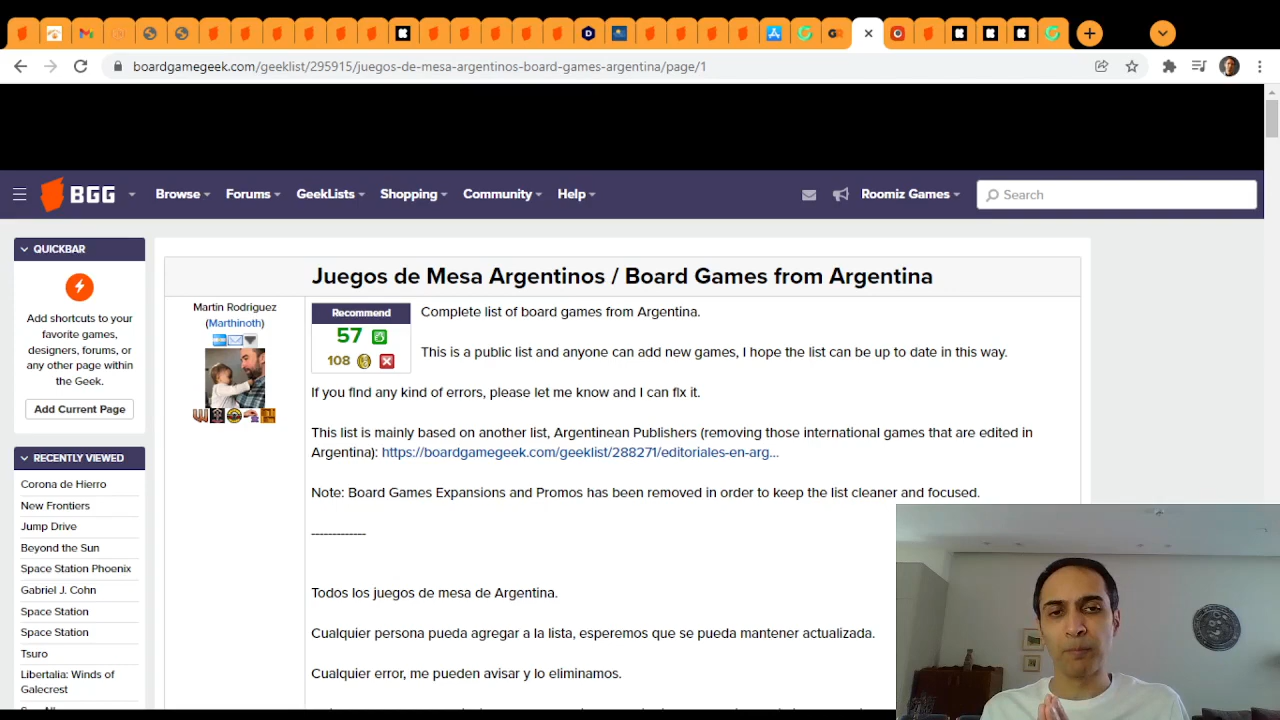 boardgamegeek.com/geeklist/295915/juegos-de-mesa-argentinos-board-games-argentina/page/1
BGG
Browse
Forums
GeekLists
Shopping
Community
Help
Roomiz Games
Search
QUICKBAR
Add shortcuts to your
favorite games,
designers, forums, or
any other page within
the Geek.
Add Current Page
RECENTLY VIEWED
Corona de Hierro
New Frontiers
Jump Drive
Beyond the Sun
Space Station Phoenix
Gabriel J. Cohn
Space Station
Space Station
Tsuro
Libertalia: Winds of
Galecrest
Juegos de Mesa Argentinos / Board Games from Argentina
Martin Rodriguez
(Marthinoth)
Recommend
57
108
Complete list of board games from Argentina.
This is a public list and anyone can add new games, I hope the list can be up to date in this way.
If you find any kind of errors, please let me know and I can fix it.
This list is mainly based on another list, Argentinean Publishers (removing those international games that are edited in
Argentina): https://boardgamegeek.com/geeklist/288271/editoriales-en-arg...
Note: Board Games Expansions and Promos has been removed in order to keep the list cleaner and focused.
-------------
Todos los juegos de mesa de Argentina.
Cualquier persona pueda agregar a la lista, esperemos que se pueda mantener actualizada.
Cualquier error, me pueden avisar y lo eliminamos.